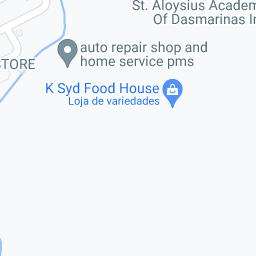 St. Aloysius Academ
Of Dasmarinas In
auto repair shop and
home service pms
STORE
K Syd Food House
Loja de variedades